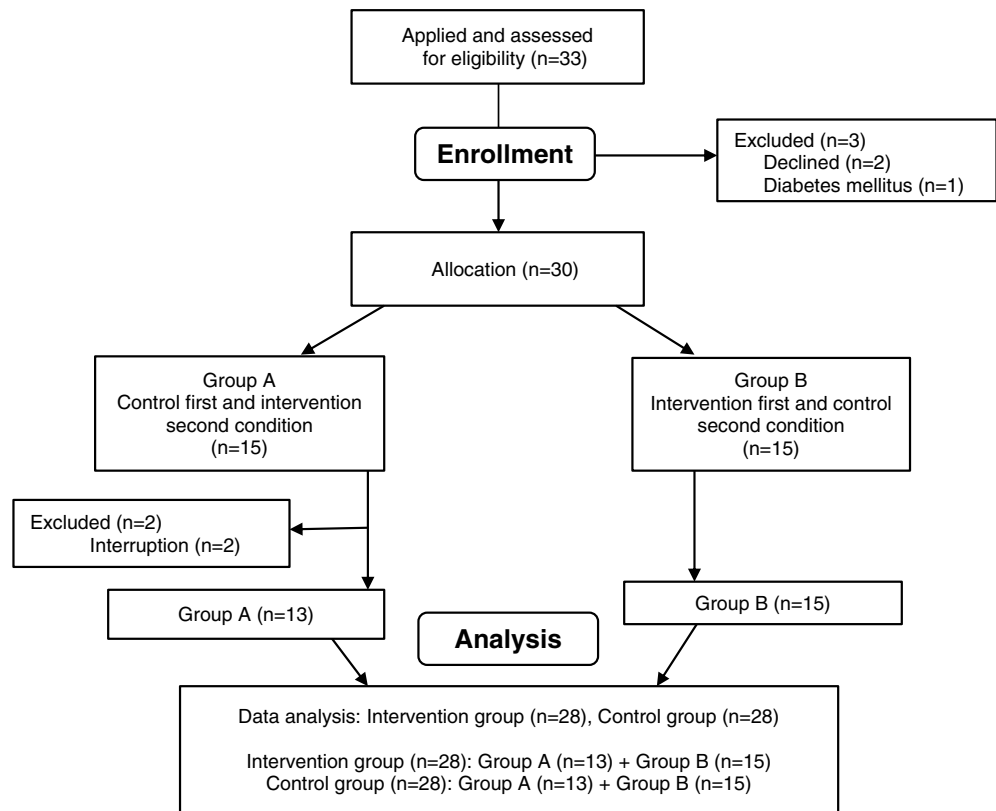 Applied and assessed
for eligibility (n=33)
Enrollment
Excluded (n=3)
Declined (n=2)
Diabetes mellitus (n=1)
Allocation (n=30)
Group A
Control first and intervention
second condition
(n=15)
Group B
Intervention first and control
second condition
(n=15)
Excluded (n=2)
Interruption (n=2)
Group A (n=13)
Group B (n=15)
Analysis
Data analysis: Intervention group (n=28), Control group (n=28)
Intervention group (n=28): Group A (n=13) + Group B (n=15)
Control group (n=28): Group A (n=13) + Group B (n=15)